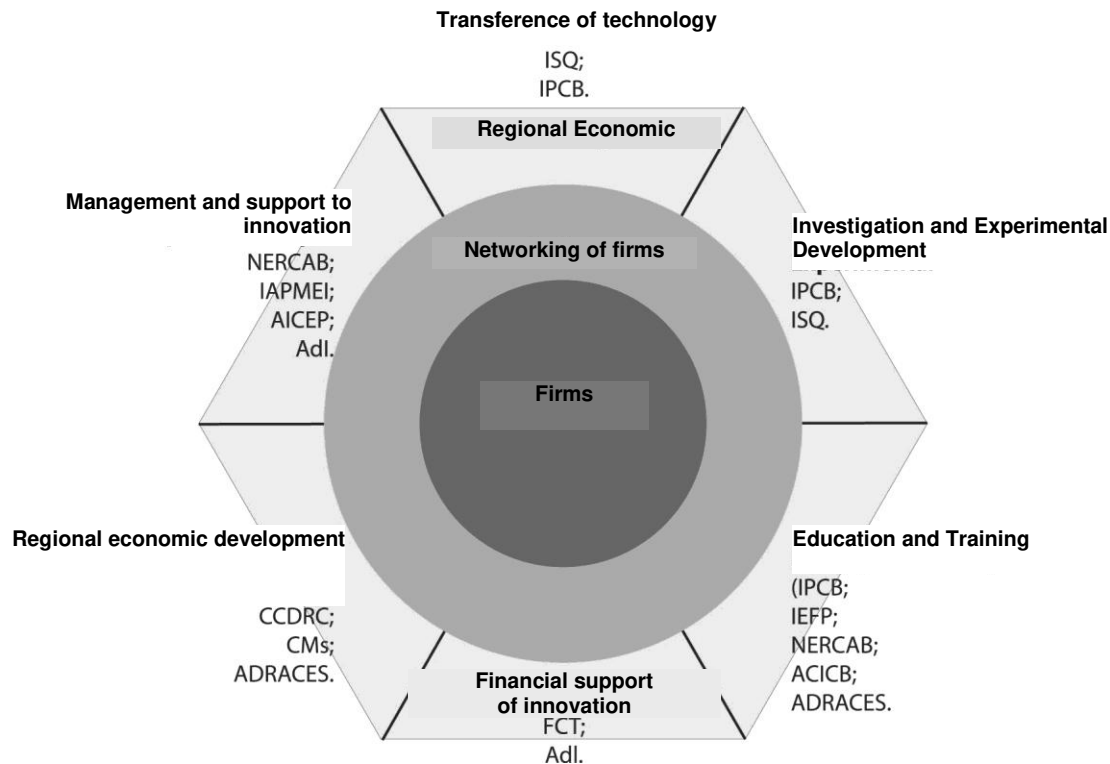 Transference of technology
ISQ;
IPCB.
Regional Economic
Management and support to
innovation
NERCAB;
IAPMEI;
AICEP;
AdI.
Networking of firms
Investigation and Experimental
Development
IPCB;
ISQ.
Firms
Regional economic development
CCDRC;
CMs;
ADRACES.
Education and Training
(IPCB;
IEFP;
NERCAB;
ACICB;
ADRACES.
Financial support
of innovation
FCT;
AdI.